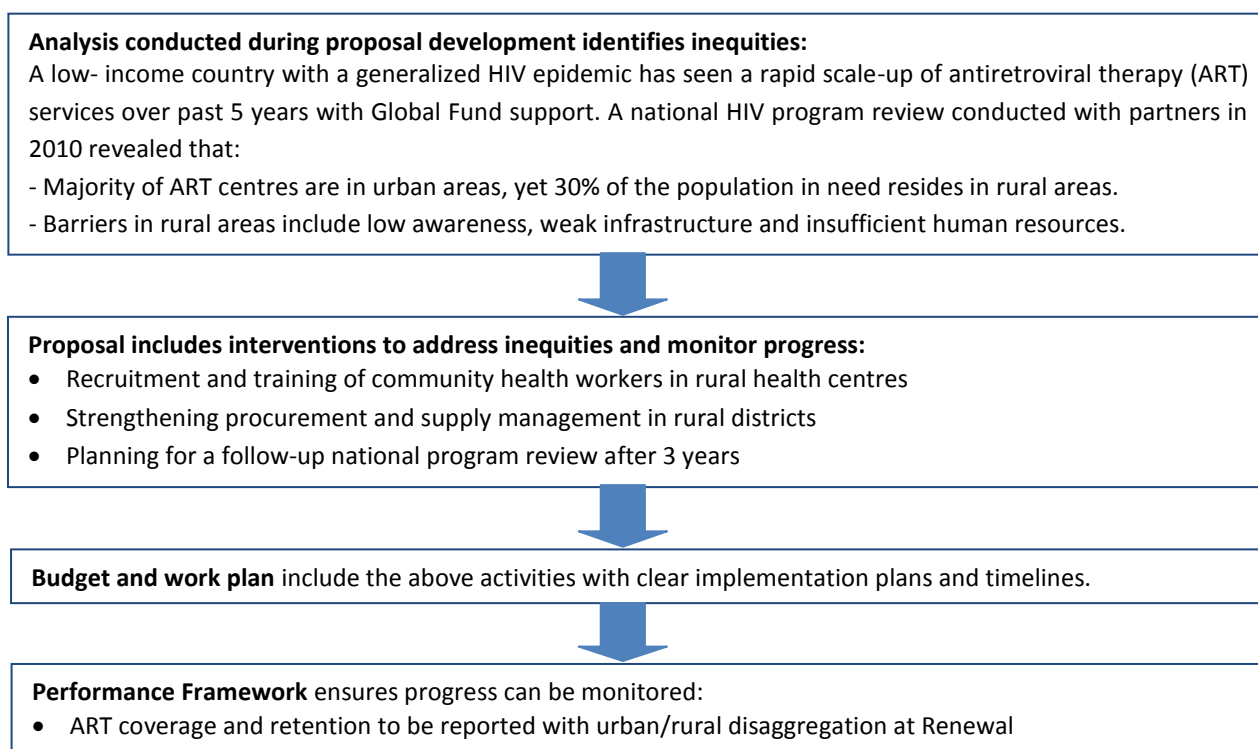 Analysis conducted during proposal development identifies inequities:
A low- income country with a generalized HIV epidemic has seen a rapid scale-up of antiretroviral therapy (ART)
services over past 5 years with Global Fund support. A national HIV program review conducted with partners in
2010 revealed that:
- Majority of ART centres are in urban areas, yet 30% of the population in need resides in rural areas.
- Barriers in rural areas include low awareness, weak infrastructure and insufficient human resources.
Proposal includes interventions to address inequities and monitor progress:
• Recruitment and training of community health workers in rural health centres
• Strengthening procurement and supply management in rural districts
• Planning for a follow-up national program review after 3 years
Budget and work plan include the above activities with clear implementation plans and timelines.
Performance Framework ensures progress can be monitored:
• ART coverage and retention to be reported with urban/rural disaggregation at Renewal